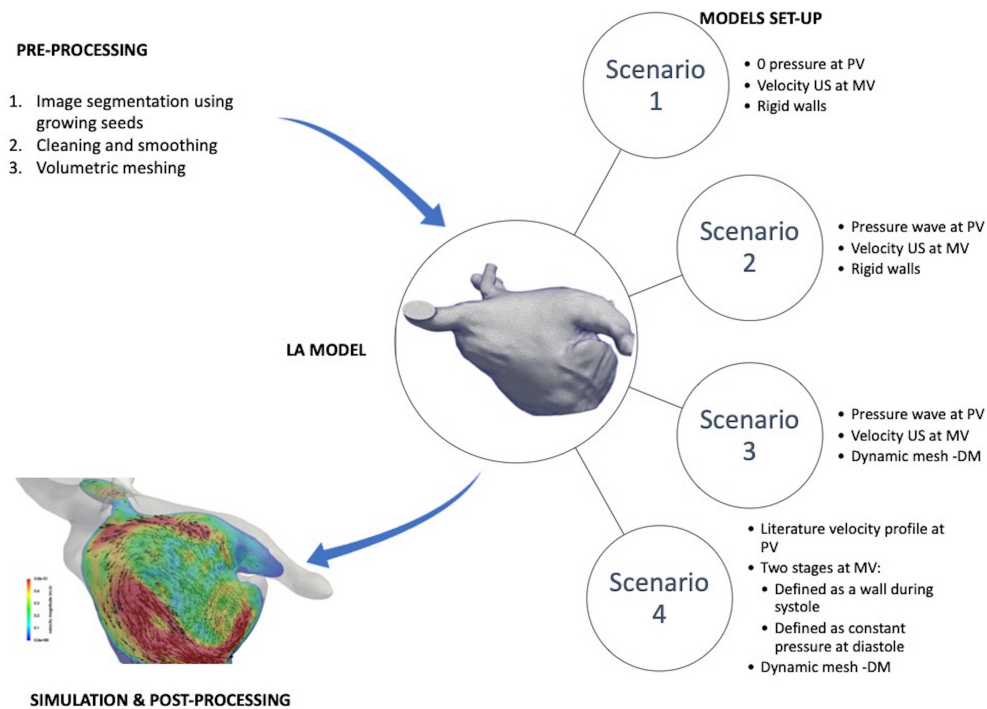 PRE-PROCESSING
1. Image segmentation using
growing seeds
2. Cleaning and smoothing
3. Volumetric meshing
MODELS SET-UP
Scenario
1
• 0 pressure at PV
• Velocity US at MV
• Rigid walls
Scenario
2
• Pressure wave at PV
• Velocity US at MV
• Rigid walls
LA MODEL
Scenario
3
• Pressure wave at PV
• Velocity US at MV
• Dynamic mesh -DM
Scenario
4
• Literature velocity profile at
PV
• Two stages at MV:
• Defined as a wall during
systole
• Defined as constant
pressure at diastole
• Dynamic mesh -DM
SIMULATION & POST-PROCESSING